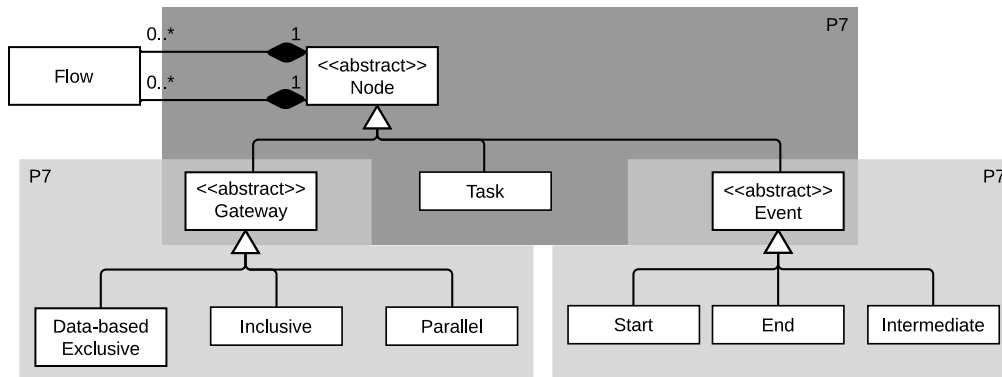 P7
0..*
1
<<abstract>>
Node
Flow
0..*
1
P7
<<abstract>>
Gateway
Task
<<abstract>>
Event
P7
Data-based
Exclusive
Inclusive
Parallel
Start
End
Intermediate